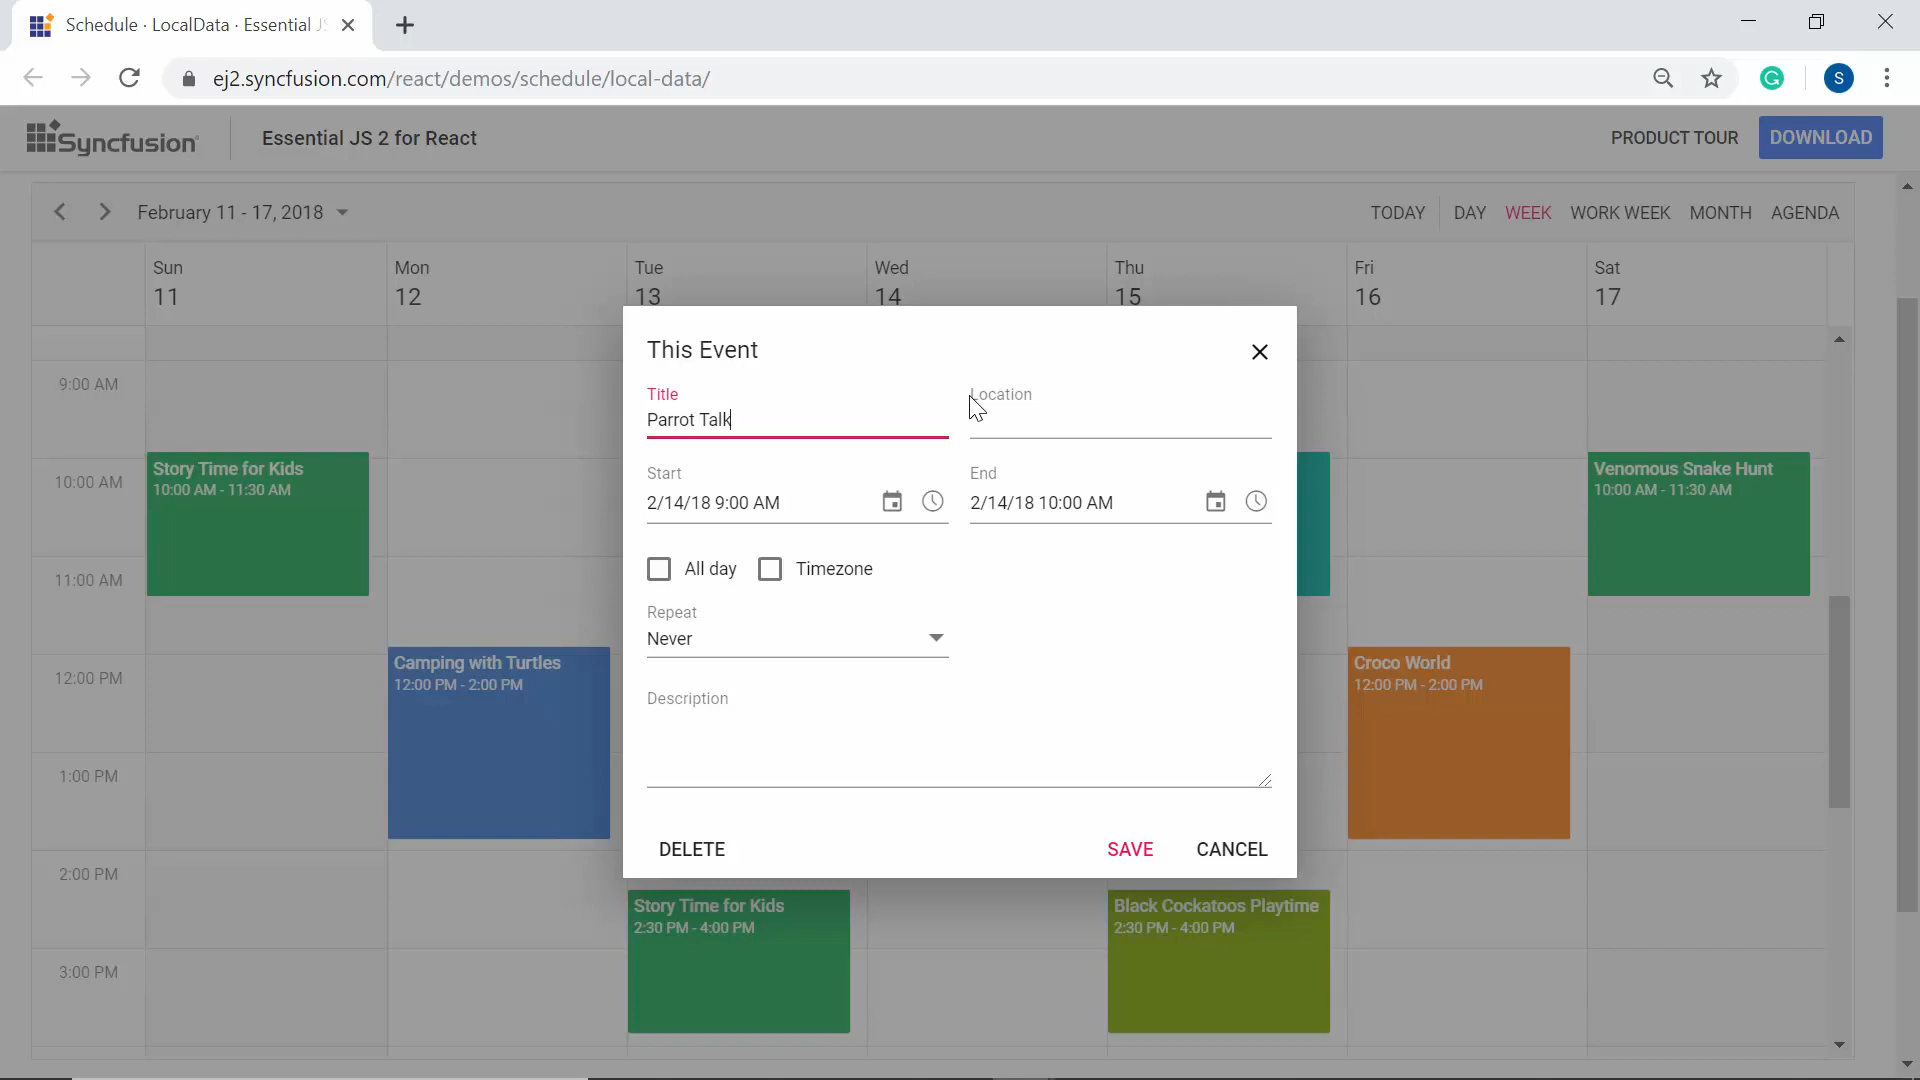 Schedule · LocalData · Essential JS
ej2.syncfusion.com/react/demos/schedule/local-data/
S
Syncfusion
Essential JS 2 for React
PRODUCT TOUR
DOWNLOAD
February 11 - 17, 2018
TODAY
DAY
WEEK
WORK WEEK
MONTH
AGENDA
Sun
11
Mon
12
Tue
13
Wed
14
Thu
15
Fri
16
Sat
17
9:00 AM
10:00 AM
11:00 AM
12:00 PM
1:00 PM
2:00 PM
3:00 PM
Story Time for Kids
10:00 AM - 11:30 AM
Camping with Turtles
12:00 PM - 2:00 PM
This Event
Title
Parrot Talk
Location
Start
2/14/18 9:00 AM
End
2/14/18 10:00 AM
All day
Timezone
Repeat
Never
Description
DELETE
SAVE
CANCEL
Story Time for Kids
2:30 PM - 4:00 PM
Black Cockatoos Playtime
2:30 PM - 4:00 PM
Croco World
12:00 PM - 2:00 PM
Venomous Snake Hunt
10:00 AM - 11:30 AM